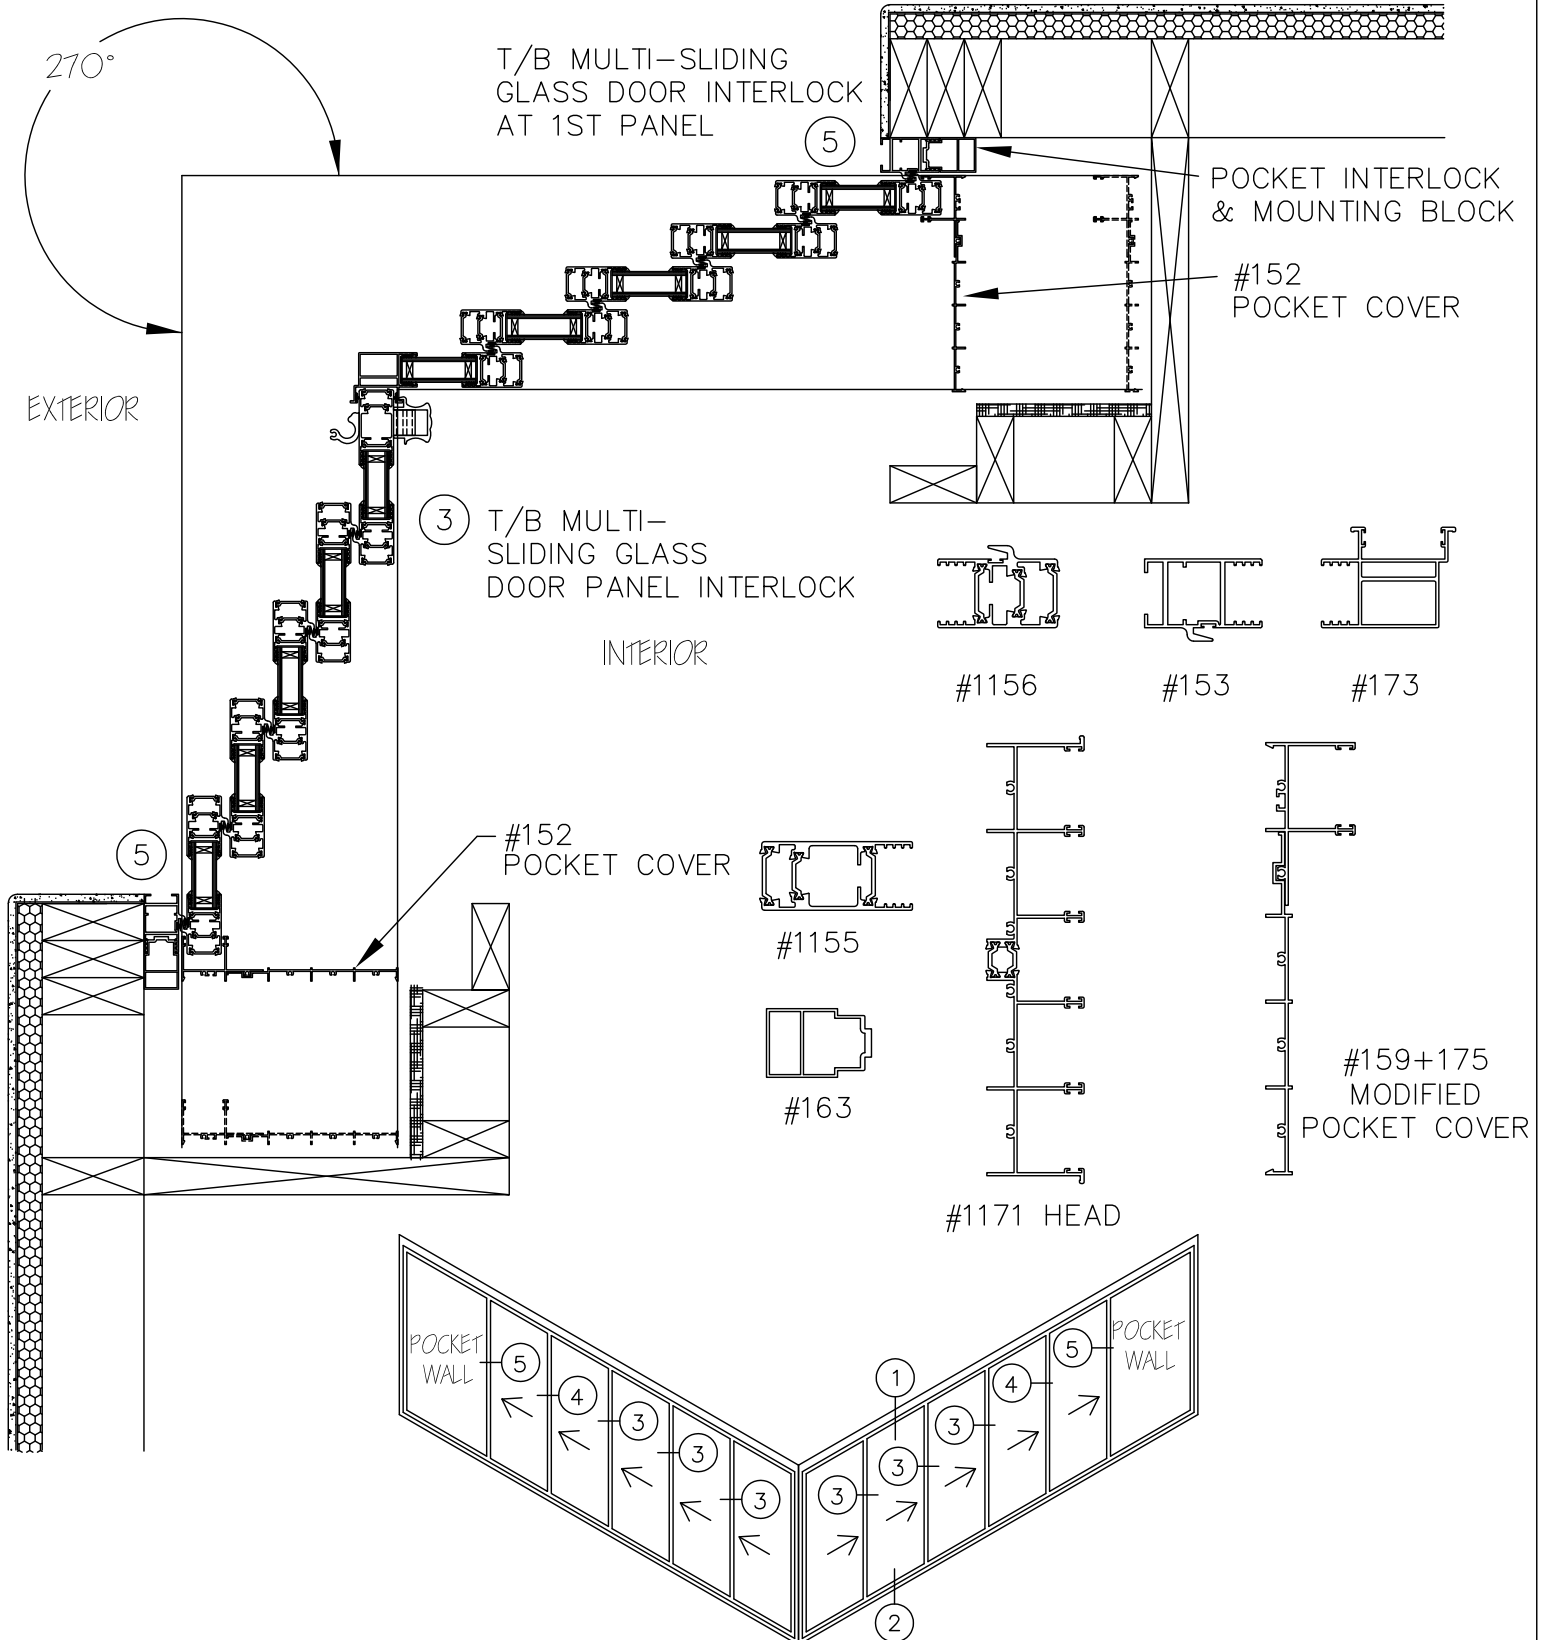 270°
T/B MULTI-SLIDING
GLASS DOOR INTERLOCK
AT 1ST PANEL
5
POCKET INTERLOCK
& MOUNTING BLOCK
#152
POCKET COVER
EXTERIOR
3
T/B MULTI-
SLIDING GLASS
DOOR PANEL INTERLOCK
INTERIOR
#1156
#153
#173
5
#152
POCKET COVER
#1155
#163
#159+175
MODIFIED
POCKET COVER
#1171 HEAD
POCKET
WALL
5
4
3
3
3
1
3
3
3
4
5
POCKET
WALL
2